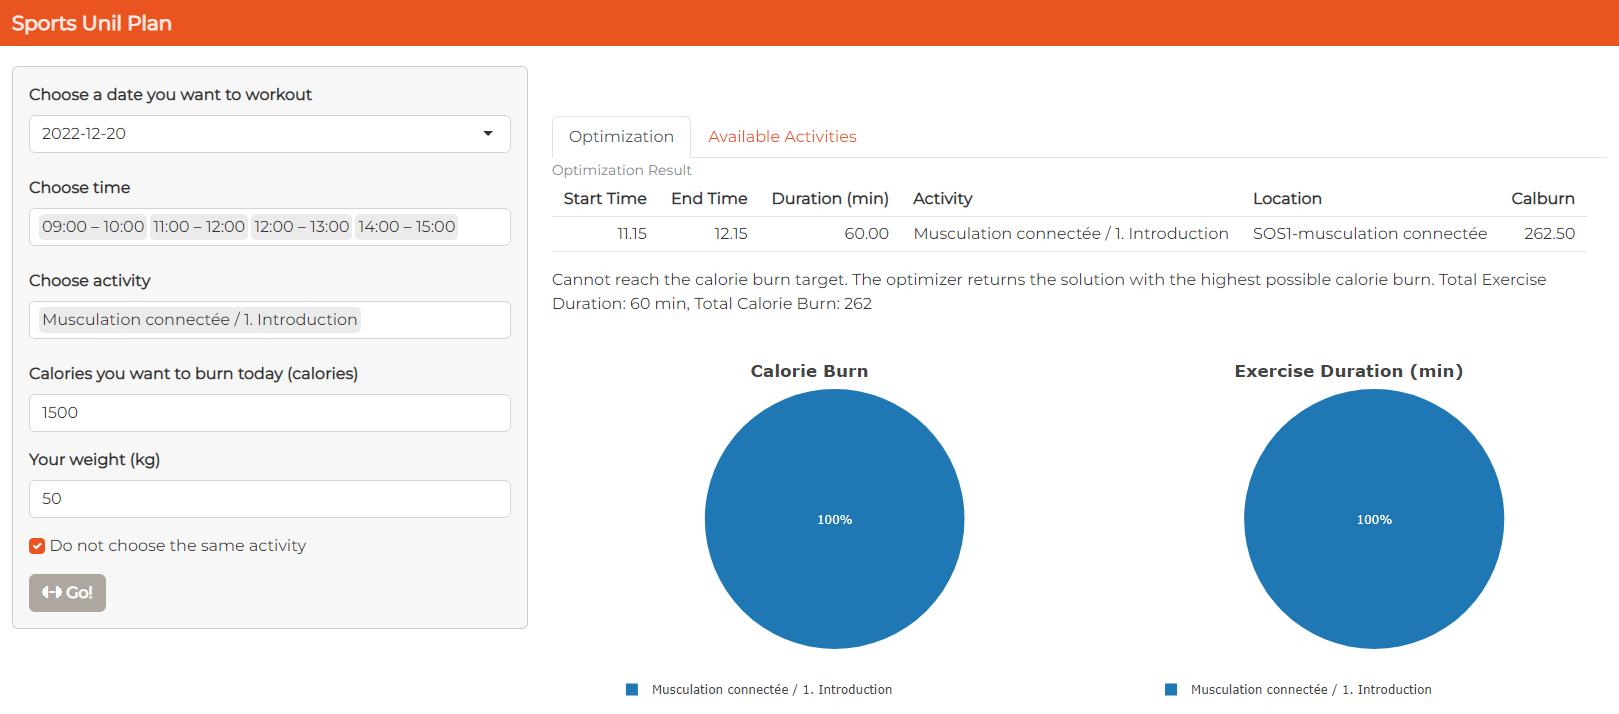 Sports Unil Plan
Choose a date you want to workout
2022-12-20
Choose time
09:00 – 10:00 11:00 – 12:00 12:00 – 13:00 14:00 – 15:00
Choose activity
Musculation connectée / 1. Introduction
Calories you want to burn today (calories)
1500
Your weight (kg)
50
Do not choose the same activity
Go!
Optimization Available Activities
Optimization Result
Start Time End Time Duration (min) Activity Location Calburn
11.15 12.15 60.00 Musculation connectée / 1. Introduction SOS1-musculation connectée 262.50
Cannot reach the calorie burn target. The optimizer returns the solution with the highest possible calorie burn. Total Exercise
Duration: 60 min, Total Calorie Burn: 262
Calorie Burn
100%
Musculation connectée / 1. Introduction
Exercise Duration (min)
100%
Musculation connectée / 1. Introduction